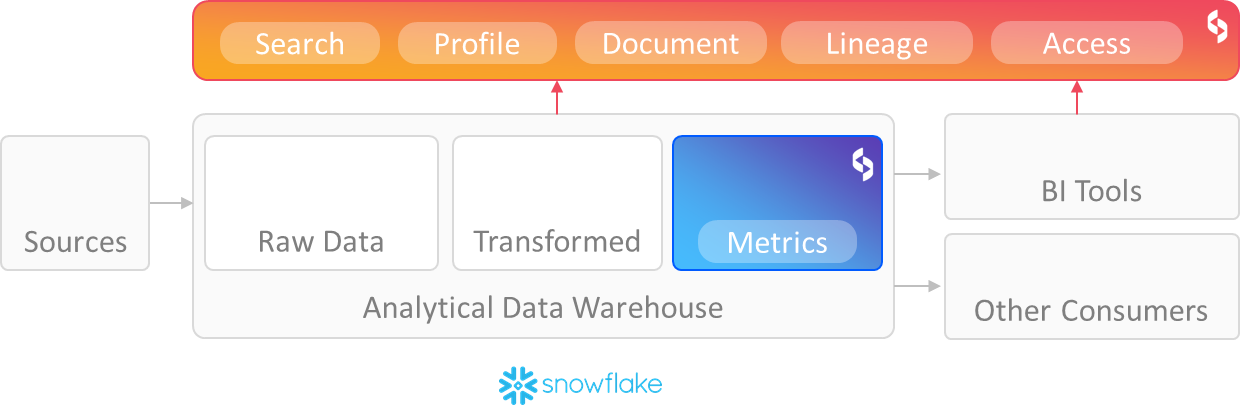 Search Profile Document Lineage Access
Sources
Raw Data Transformed Metrics
Analytical Data Warehouse
BI Tools
Other Consumers
snowflake